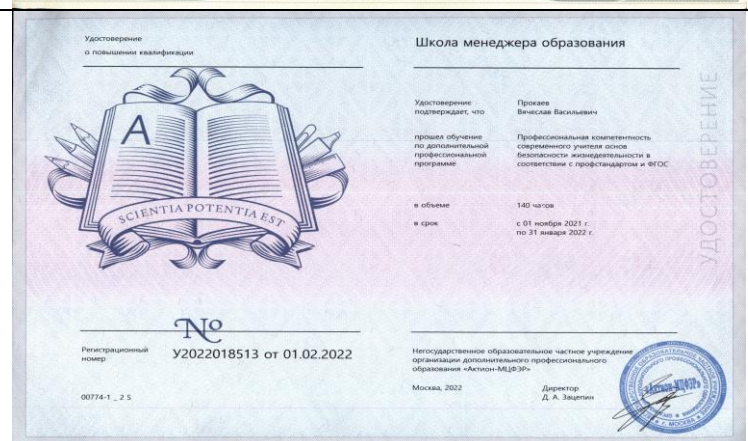 Удостоверение
о повышении квалификации
А
SCIENTIA POTENTIA EST
№
Регистрационный
номер
У2022018513 от 01.02.2022
00774-1 _ 2 S
Школа менеджера образования
Удостоверение
подтверждает, что
Прокаев
Вячеслав Васильевич
прошел обучение
по дополнительной
профессиональной
программе
Профессиональная компетентность
современного учителя основ
безопасности жизнедеятельности в
соответствии с профстандартом и ФГОС
в объеме
140 часов
в срок
с 01 ноября 2021 г.
по 31 января 2022 г.
УДОСТОВЕРЕНИЕ
Негосударственное образовательное частное учреждение
организации дополнительного профессионального
образования «Актион-МЦФЭР»
Москва, 2022
Директор
Д. А. Зацепин
«Актион-МЦФЭР»
МОСКВА